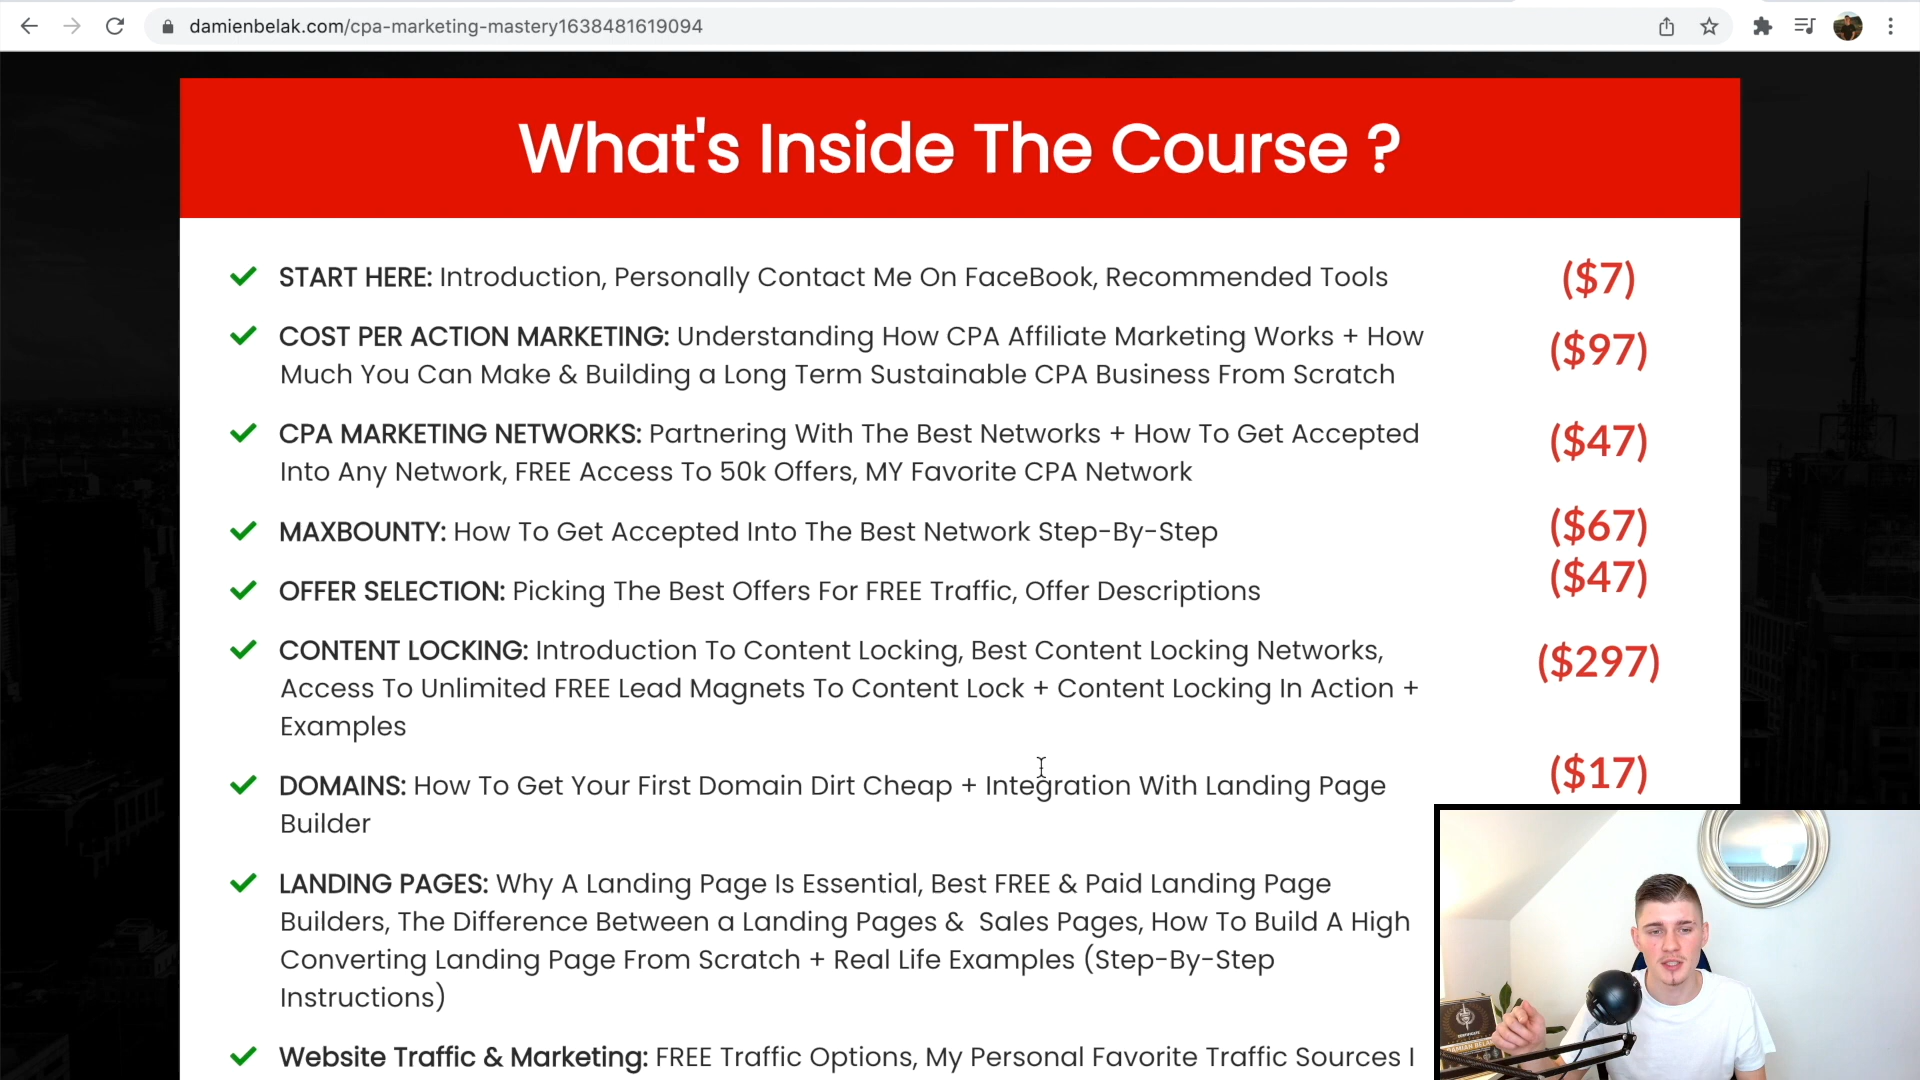 damienbelak.com/cpa-marketing-mastery1638481619094
What's Inside The Course ?
START HERE: Introduction, Personally Contact Me On FaceBook, Recommended Tools
($7)
COST PER ACTION MARKETING: Understanding How CPA Affiliate Marketing Works + How
Much You Can Make & Building a Long Term Sustainable CPA Business From Scratch
($97)
CPA MARKETING NETWORKS: Partnering With The Best Networks + How To Get Accepted
Into Any Network, FREE Access To 50k Offers, MY Favorite CPA Network
($47)
MAXBOUNTY: How To Get Accepted Into The Best Network Step-By-Step
($67)
OFFER SELECTION: Picking The Best Offers For FREE Traffic, Offer Descriptions
($47)
CONTENT LOCKING: Introduction To Content Locking, Best Content Locking Networks,
Access To Unlimited FREE Lead Magnets To Content Lock + Content Locking In Action +
Examples
($297)
DOMAINS: How To Get Your First Domain Dirt Cheap + Integration With Landing Page
Builder
($17)
LANDING PAGES: Why A Landing Page Is Essential, Best FREE & Paid Landing Page
Builders, The Difference Between a Landing Pages & Sales Pages, How To Build A High
Converting Landing Page From Scratch + Real Life Examples (Step-By-Step
Instructions)
Website Traffic & Marketing: FREE Traffic Options, My Personal Favorite Traffic Sources I